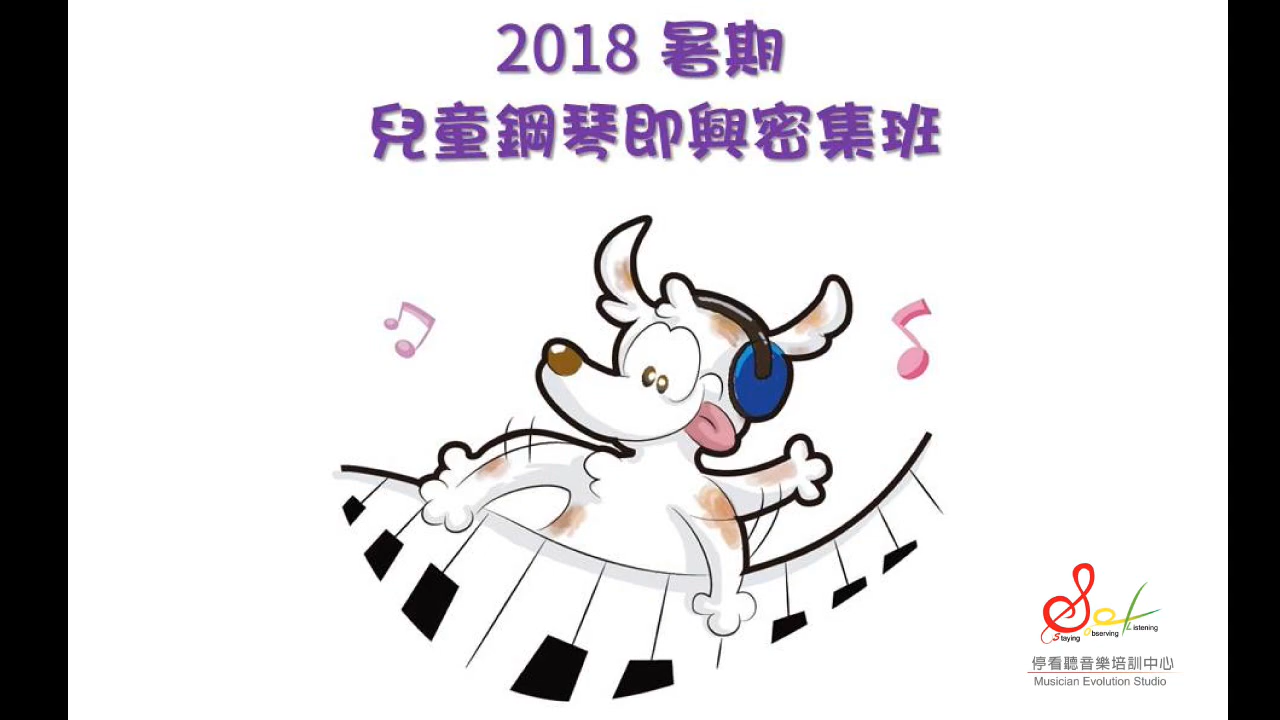 2018 暑期
兒童鋼琴即興密集班
Sol
Staying Observing Listening
停看聽音樂培訓中心
Musician Evolution Studio